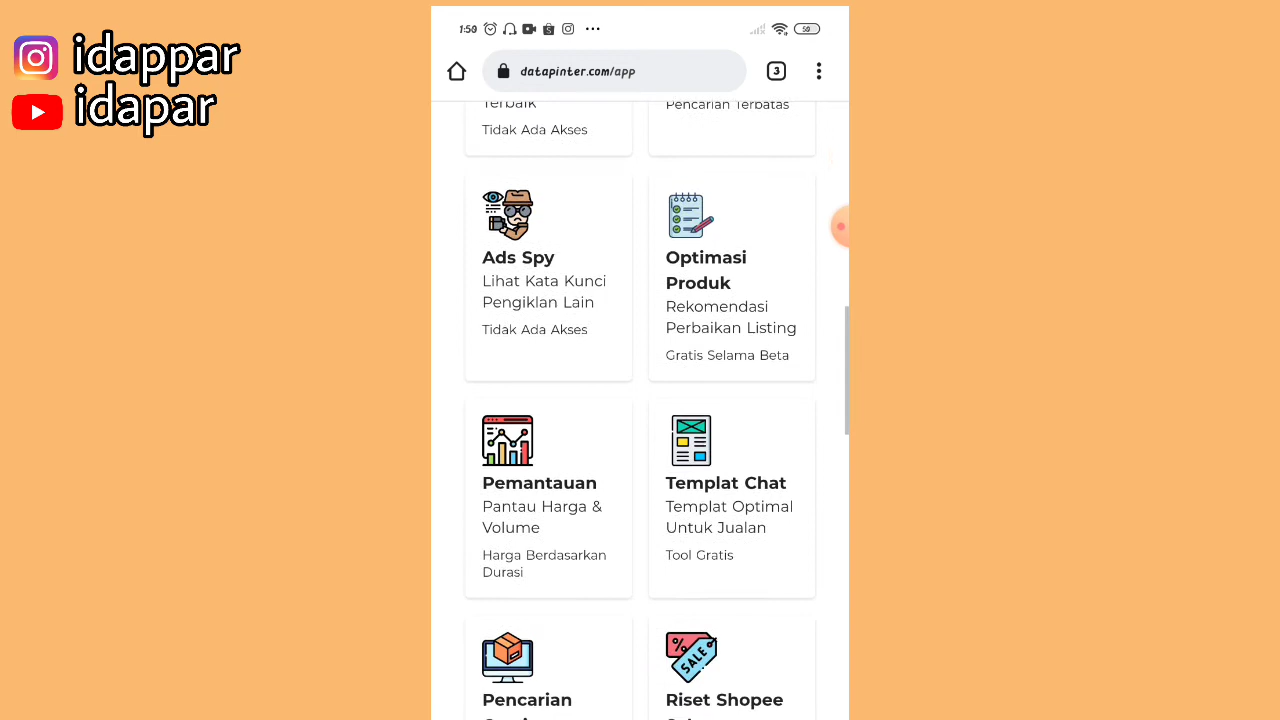 idappar
idapar
1:50
50
datapinter.com/app
3
Terbaik
Tidak Ada Akses
Pencarian Terbatas
Ads Spy
Lihat Kata Kunci
Pengiklan Lain
Tidak Ada Akses
Optimasi
Produk
Rekomendasi
Perbaikan Listing
Gratis Selama Beta
Pemantauan
Pantau Harga &
Volume
Harga Berdasarkan
Durasi
Templat Chat
Templat Optimal
Untuk Jualan
Tool Gratis
Pencarian
%
SALE
Riset Shopee